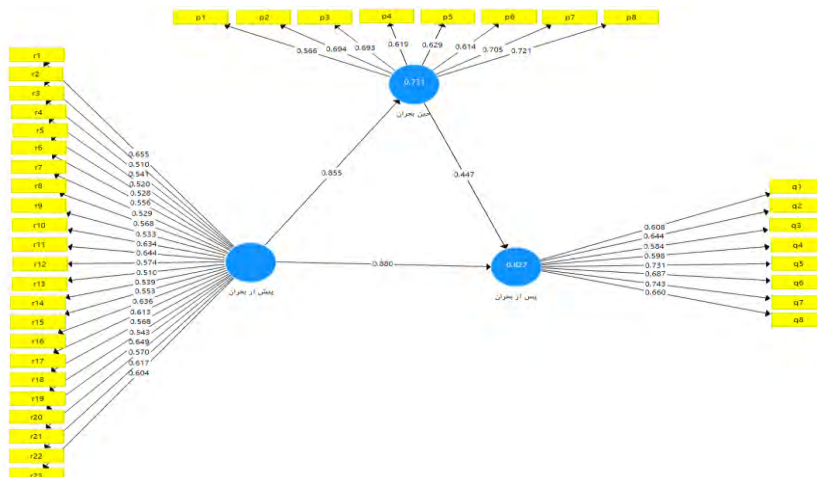 p1 p2 p3 p4 p5 p6 p7 p8
0.566 0.694 0.693 0.619 0.629 0.614 0.705 0.721
0.731
حین بحران
r1
r2
r3
r4
r5
r6
r7
r8
r9
r10
r11
r12
r13
r14
r15
r16
r17
r18
r19
r20
r21
r22
r23
0.655
0.510
0.541
0.520
0.528
0.556
0.529
0.568
0.533
0.634
0.644
0.574
0.510
0.539
0.553
0.636
0.613
0.568
0.543
0.649
0.570
0.617
0.604
پیش از بحران
0.855
0.447
0.880
0.827
پس از بحران
0.608
0.644
0.584
0.598
0.731
0.687
0.743
0.660
q1
q2
q3
q4
q5
q6
q7
q8